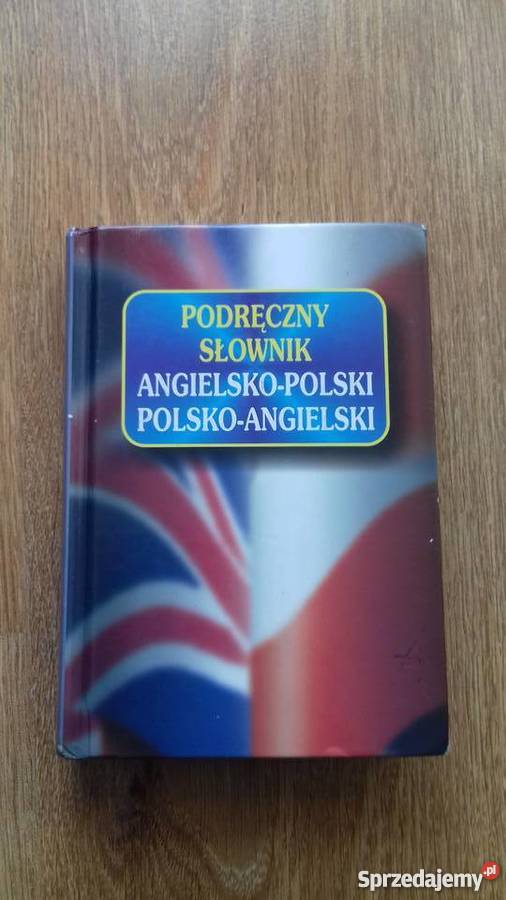 PODRĘCZNY
SŁOWNIK
ANGIELSKO-POLSKI
POLSKO-ANGIELSKI
Sprzedajemy.pl